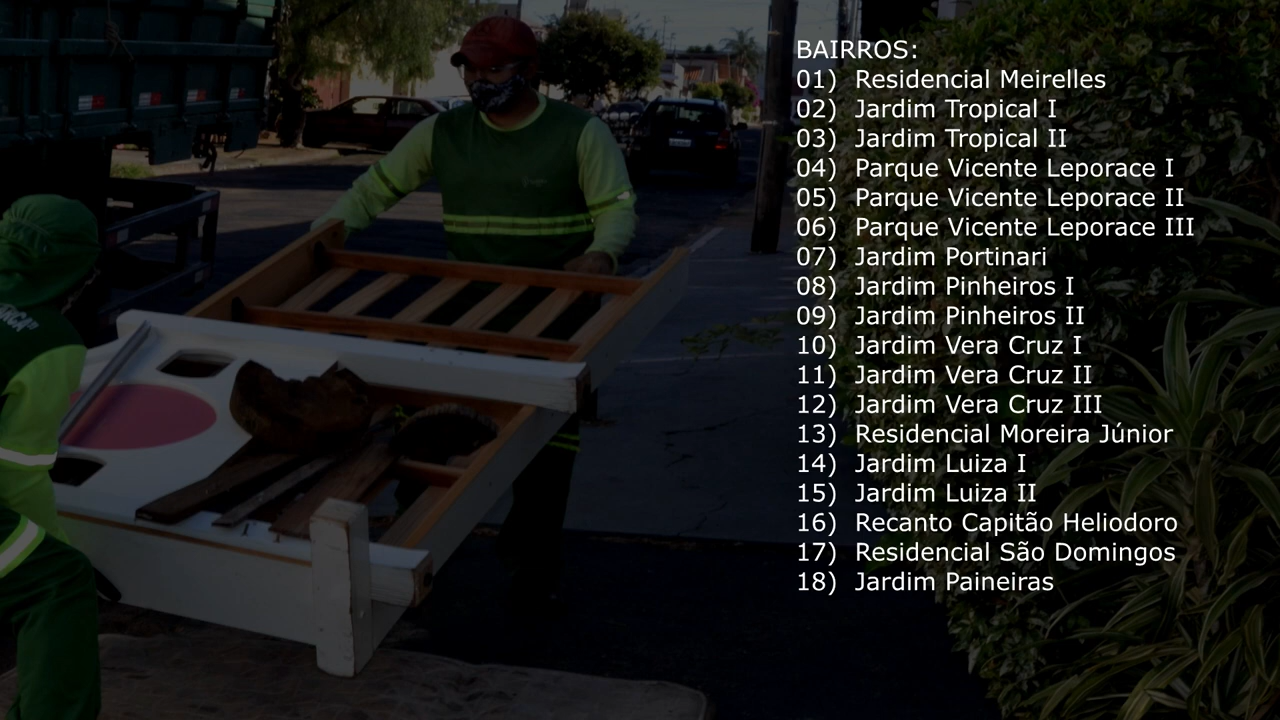 BAIRROS:
01) Residencial Meirelles
02) Jardim Tropical I
03) Jardim Tropical II
04) Parque Vicente Leporace I
05) Parque Vicente Leporace II
06) Parque Vicente Leporace III
07) Jardim Portinari
08) Jardim Pinheiros I
09) Jardim Pinheiros II
10) Jardim Vera Cruz I
11) Jardim Vera Cruz II
12) Jardim Vera Cruz III
13) Residencial Moreira Júnior
14) Jardim Luiza I
15) Jardim Luiza II
16) Recanto Capitão Heliodoro
17) Residencial São Domingos
18) Jardim Paineiras